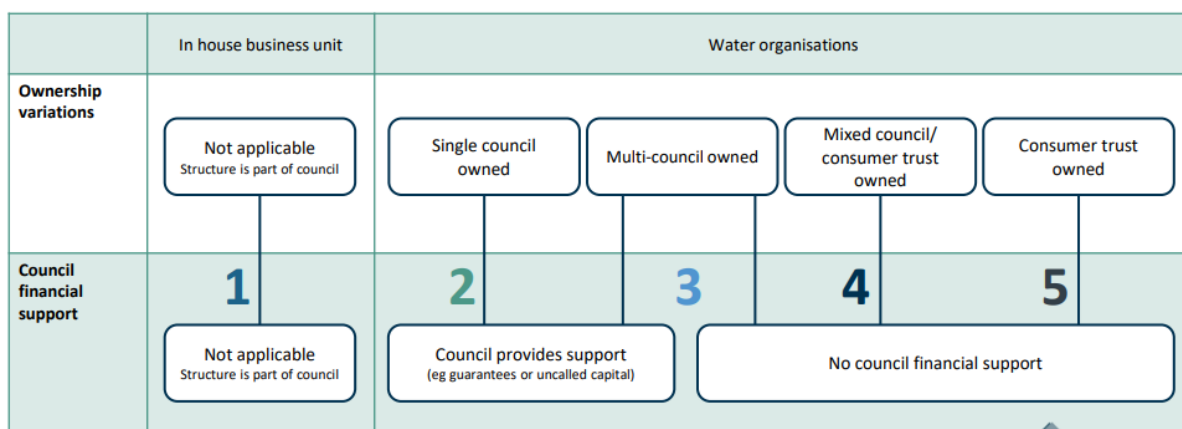 In house business unit
Water organisations
Ownership
variations
Not applicable
Structure is part of council
Single council
owned
Multi-council owned
Mixed council/
consumer trust
owned
Consumer trust
owned
Council
financial
support
1
2
3
4
5
Not applicable
Structure is part of council
Council provides support
(eg guarantees or uncalled capital)
No council financial support